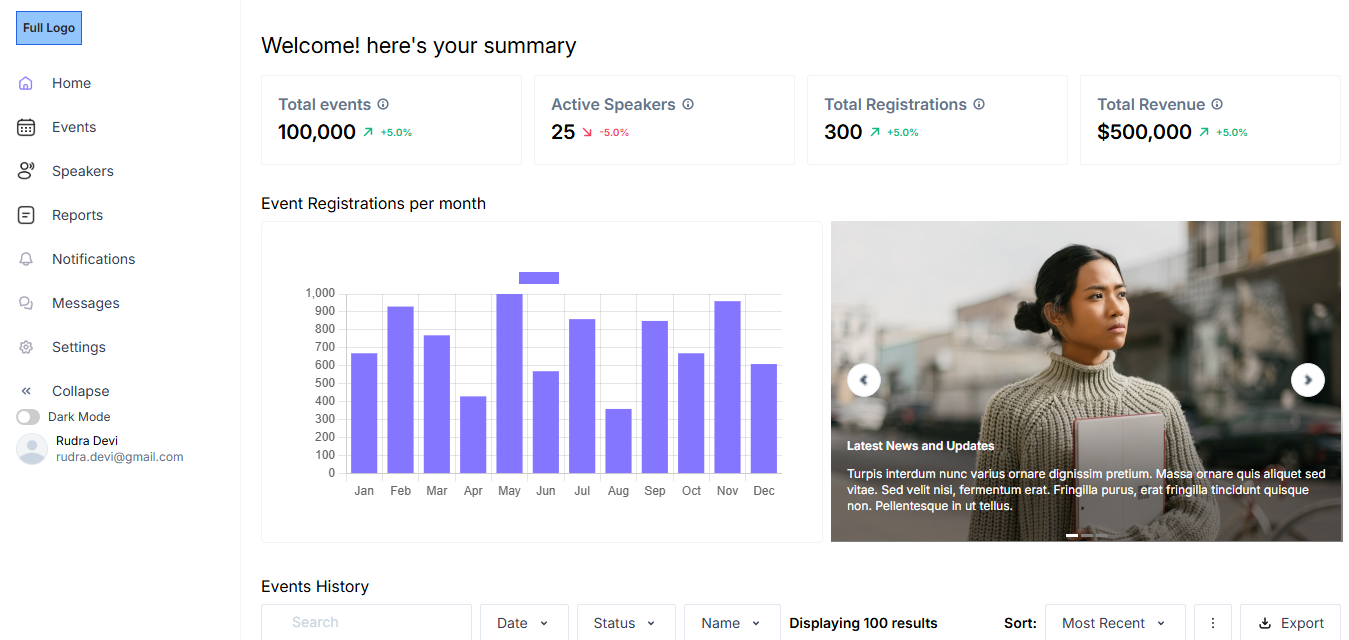 Full Logo
Home
Events
Speakers
Reports
Notifications
Messages
Settings
Collapse
Dark Mode
Rudra Devi
rudra.devi@gmail.com
Welcome! here's your summary
Total events
100,000 +5.0%
Active Speakers
25 -5.0%
Total Registrations
300 +5.0%
Total Revenue
$500,000 +5.0%
Event Registrations per month
1,000
900
800
700
600
500
400
300
200
100
0
Jan Feb Mar Apr May Jun Jul Aug Sep Oct Nov Dec
Latest News and Updates
Turpis interdum nunc varius ornare dignissim pretium. Massa ornare quis aliquet sed
vitae. Sed velit nisi, fermentum erat. Fringilla purus, erat fringilla tincidunt quisque
non. Pellentesque in ut tellus.
Events History
Search Date Status Name Displaying 100 results Sort: Most Recent Export